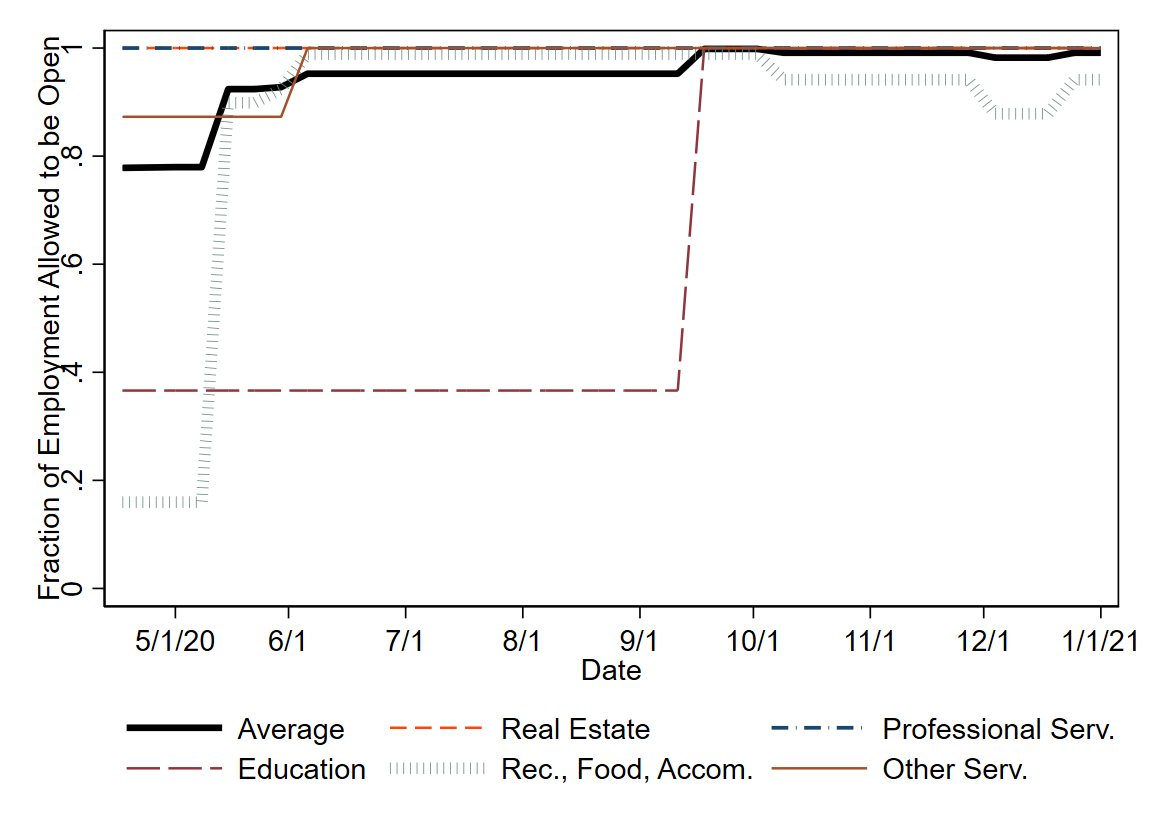 Fraction of Employment Allowed to be Open
1
.8
.6
.4
.2
0
5/1/20 6/1 7/1 8/1 9/1 10/1 11/1 12/1 1/1/21
Date
Average Real Estate Professional Serv.
Education Rec., Food, Accom. Other Serv.